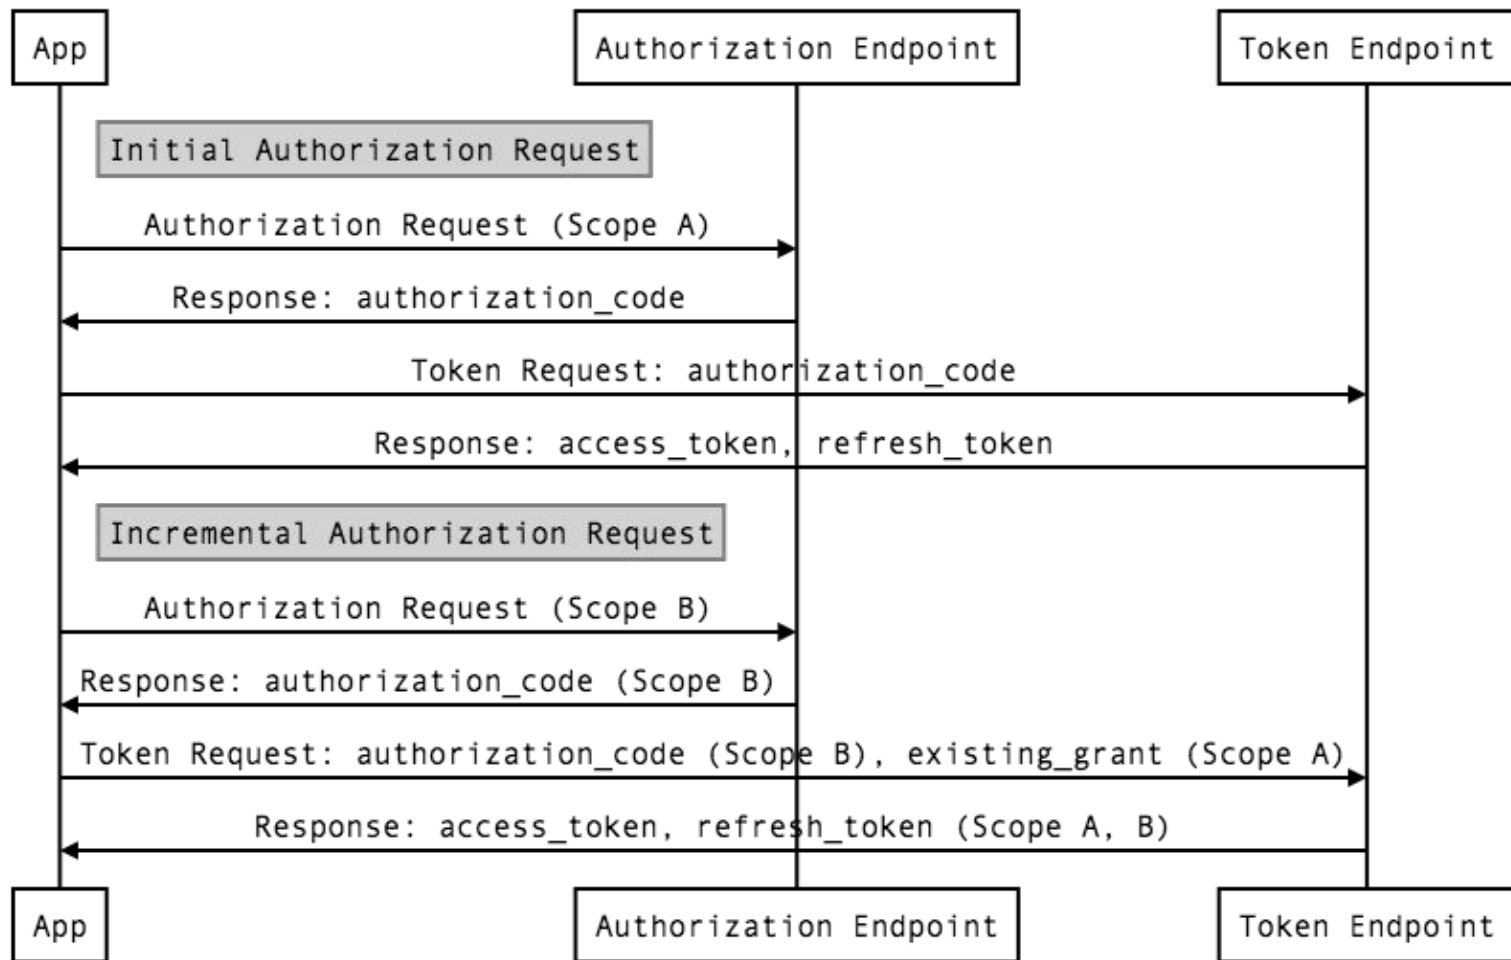 App
Authorization Endpoint
Token Endpoint
Initial Authorization Request
Authorization Request (Scope A)
Response: authorization_code
Token Request: authorization_code
Response: access_token, refresh_token
Incremental Authorization Request
Authorization Request (Scope B)
Response: authorization_code (Scope B)
Token Request: authorization_code (Scope B), existing_grant (Scope A)
Response: access_token, refresh_token (Scope A, B)
App
Authorization Endpoint
Token Endpoint